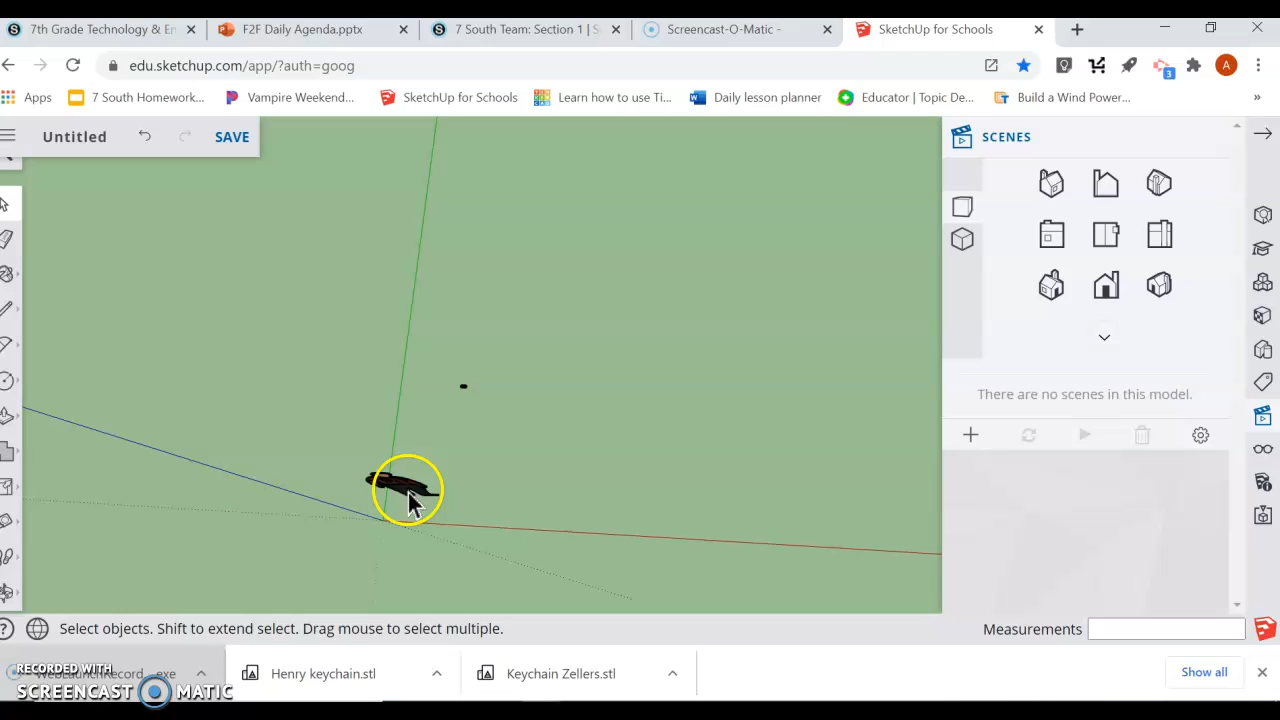 7th Grade Technology & En
F2F Daily Agenda.pptx
7 South Team: Section 1 | S
Screencast-O-Matic -
SketchUp for Schools
edu.sketchup.com/app/?auth=goog
A
3
Apps
7 South Homework...
Vampire Weekend...
SketchUp for Schools
Learn how to use Ti...
Daily lesson planner
Educator | Topic De...
Build a Wind Power...
»
Untitled
SAVE
SCENES
There are no scenes in this model.
Select objects. Shift to extend select. Drag mouse to select multiple.
Measurements
WebLaunchRecord_.exe
Henry keychain.stl
Keychain Zellers.stl
Show all
RECORDED WITH
SCREENCAST MATIC